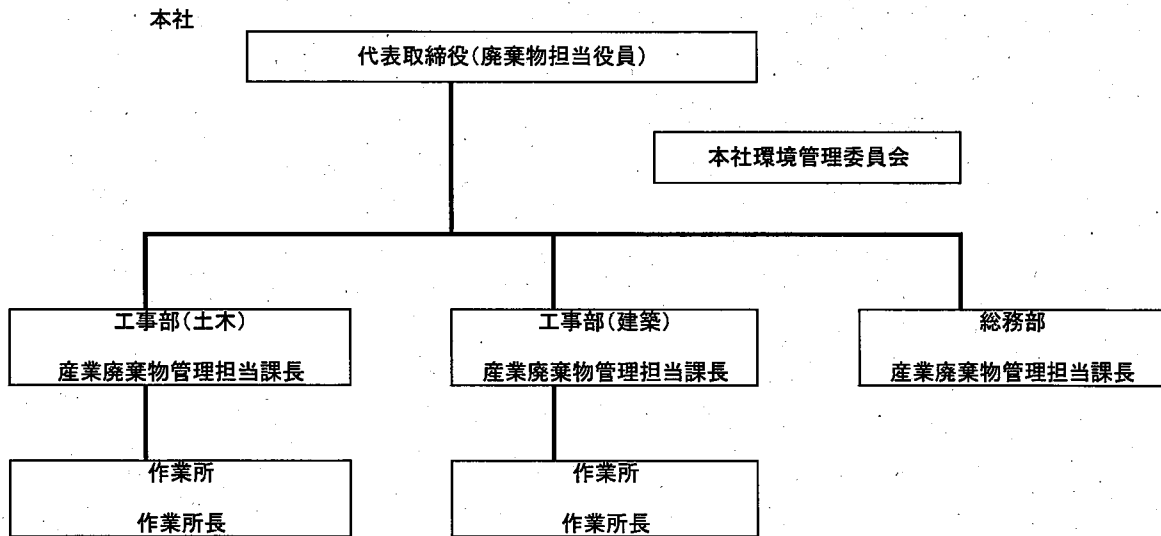 本社
代表取締役(廃棄物担当役員)
本社環境管理委員会
工事部(土木)
産業廃棄物管理担当課長
工事部(建築)
産業廃棄物管理担当課長
総務部
産業廃棄物管理担当課長
作業所
作業所長
作業所
作業所長